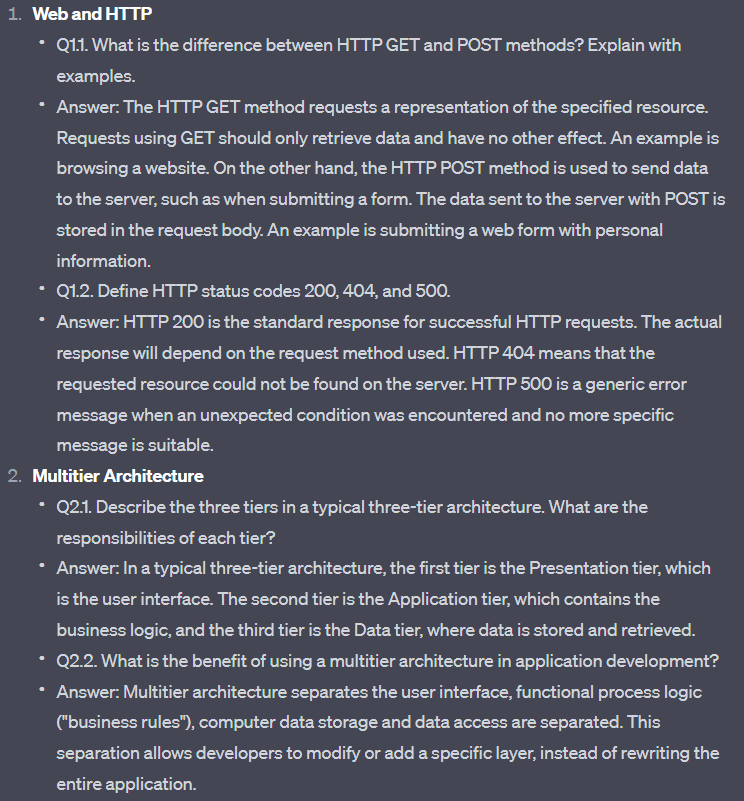 1. Web and HTTP
• Q1.1. What is the difference between HTTP GET and POST methods? Explain with
examples.
• Answer: The HTTP GET method requests a representation of the specified resource.
Requests using GET should only retrieve data and have no other effect. An example is
browsing a website. On the other hand, the HTTP POST method is used to send data
to the server, such as when submitting a form. The data sent to the server with POST is
stored in the request body. An example is submitting a web form with personal
information.
• Q1.2. Define HTTP status codes 200, 404, and 500.
• Answer: HTTP 200 is the standard response for successful HTTP requests. The actual
response will depend on the request method used. HTTP 404 means that the
requested resource could not be found on the server. HTTP 500 is a generic error
message when an unexpected condition was encountered and no more specific
message is suitable.
2. Multitier Architecture
• Q2.1. Describe the three tiers in a typical three-tier architecture. What are the
responsibilities of each tier?
• Answer: In a typical three-tier architecture, the first tier is the Presentation tier, which
is the user interface. The second tier is the Application tier, which contains the
business logic, and the third tier is the Data tier, where data is stored and retrieved.
• Q2.2. What is the benefit of using a multitier architecture in application development?
• Answer: Multitier architecture separates the user interface, functional process logic
("business rules"), computer data storage and data access are separated. This
separation allows developers to modify or add a specific layer, instead of rewriting the
entire application.